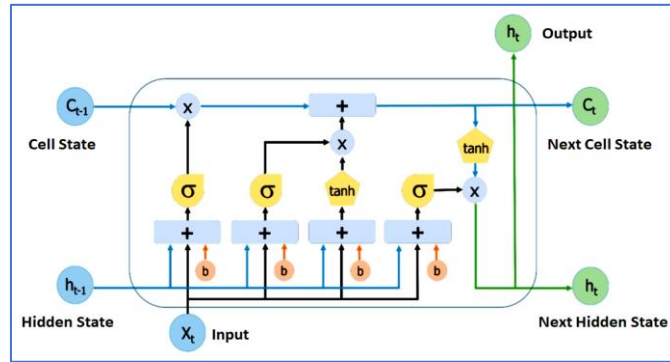 hₜ Output
Cₜ₋₁ x + Cₜ
Cell State x tanh Next Cell State
σ σ tanh σ x
+ + + +
b b b b
hₜ₋₁ hₜ
Hidden State Next Hidden State
Xₜ Input